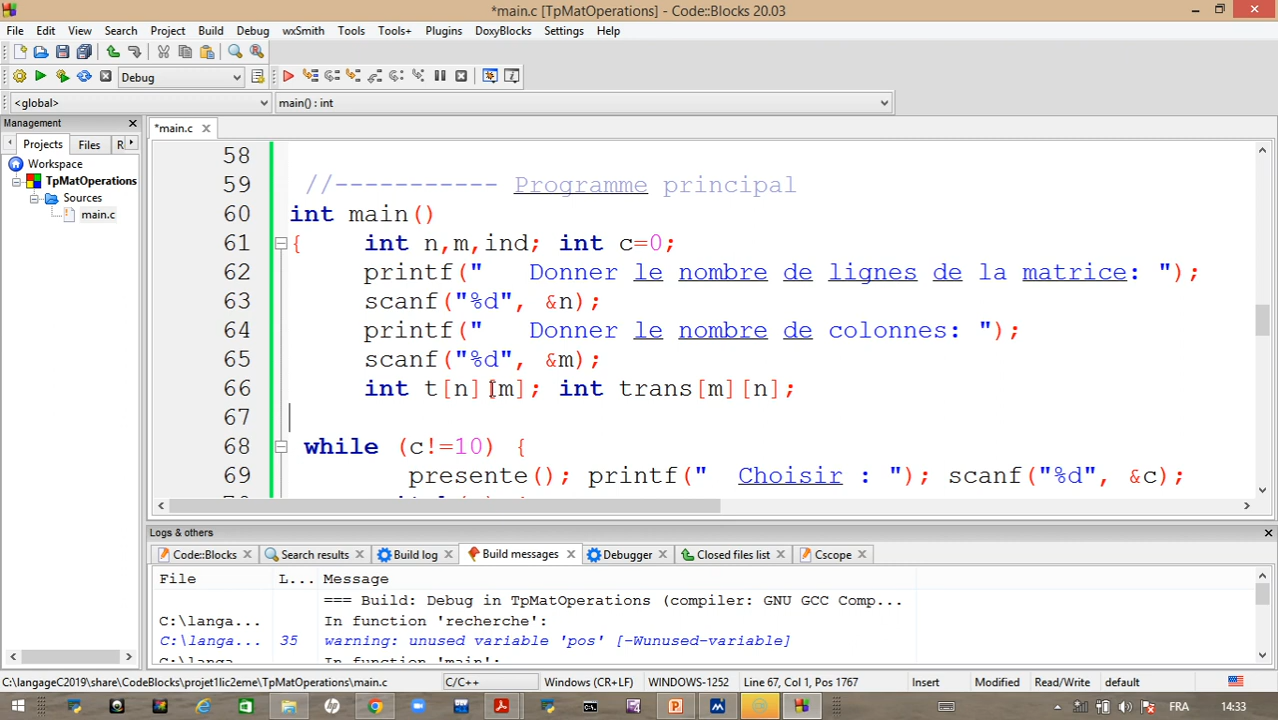 *main.c [TpMatOperations] - Code::Blocks 20.03
File Edit View Search Project Build Debug wxSmith Tools Tools+ Plugins DoxyBlocks Settings Help
Debug
<global> main() : int
Management
*main.c
Projects Files R
Workspace
TpMatOperations
Sources
main.c
58
59 //----------- Programme principal
60 int main()
61 { int n,m,ind; int c=0;
62 printf("   Donner le nombre de lignes de la matrice: ");
63 scanf("%d", &n);
64 printf("   Donner le nombre de colonnes: ");
65 scanf("%d", &m);
66 int t[n][m]; int trans[m][n];
67
68 while (c!=10) {
69 presente(); printf("  Choisir : "); scanf("%d", &c);
Logs & others
Code::Blocks Search results Build log Build messages Debugger Closed files list Cscope
File L... Message
=== Build: Debug in TpMatOperations (compiler: GNU GCC Comp...
C:\langa... In function 'recherche':
C:\langa... 35 warning: unused variable 'pos' [-Wunused-variable]
C:\langa... In function 'main':
C:\langageC2019\share\CodeBlocks\projet1lic2eme\TpMatOperations\main.c C/C++ Windows (CR+LF) WINDOWS-1252 Line 67, Col 1, Pos 1767 Insert Modified Read/Write default
FRA 14:33